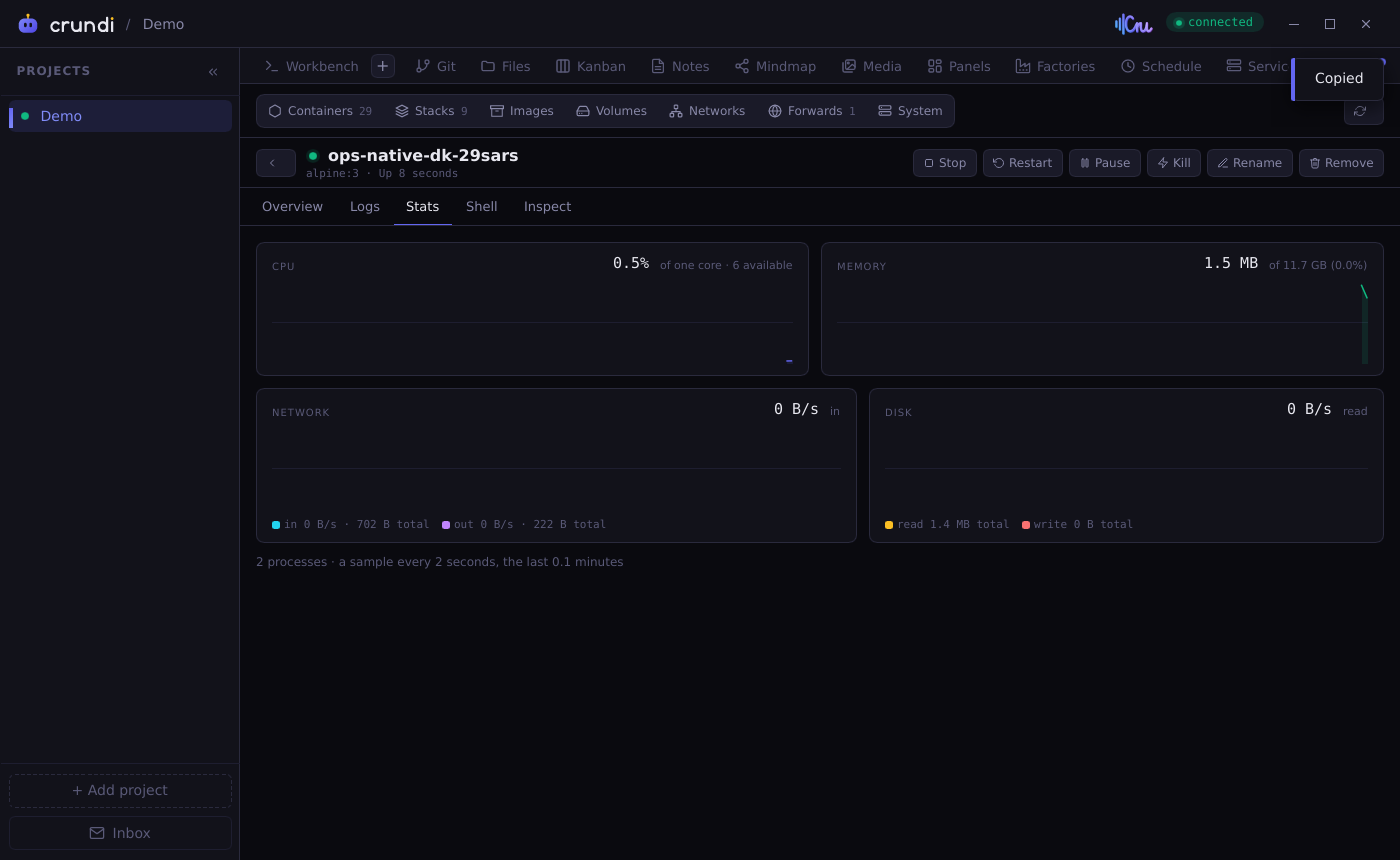 crundi / Demo
Cru
connected
PROJECTS
Demo
+ Add project
Inbox
Workbench + Git Files Kanban Notes Mindmap Media Panels Factories Schedule Servic
Copied
Containers 29 Stacks 9 Images Volumes Networks Forwards 1 System
ops-native-dk-29sars
alpine:3 · Up 8 seconds
Stop Restart Pause Kill Rename Remove
Overview Logs Stats Shell Inspect
CPU 0.5% of one core · 6 available
MEMORY 1.5 MB of 11.7 GB (0.0%)
NETWORK 0 B/s in
in 0 B/s · 702 B total out 0 B/s · 222 B total
DISK 0 B/s read
read 1.4 MB total write 0 B total
2 processes · a sample every 2 seconds, the last 0.1 minutes